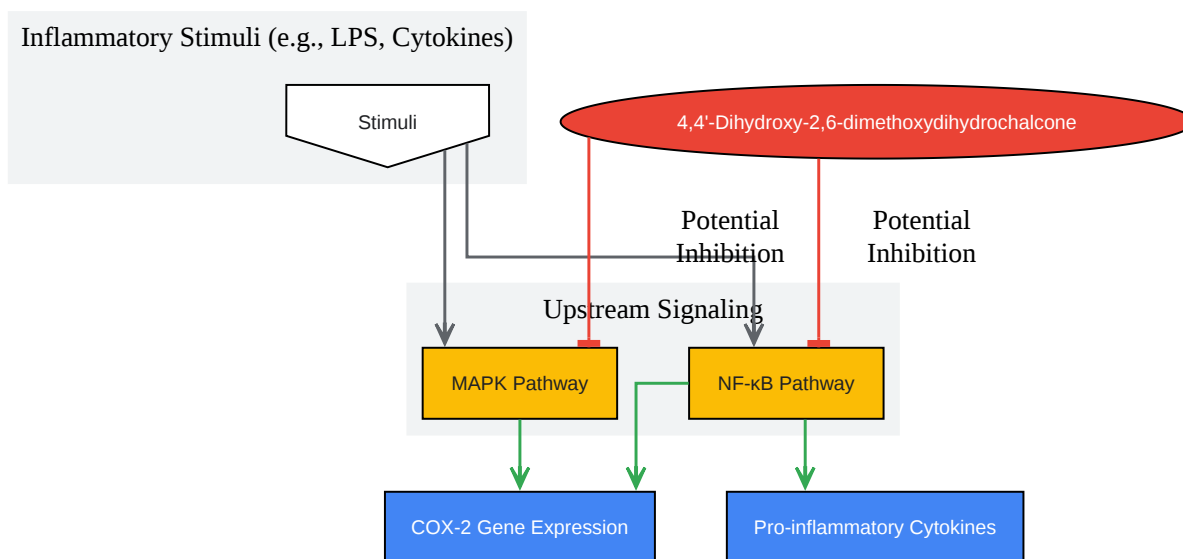 Inflammatory Stimuli (e.g., LPS, Cytokines)
Stimuli
4,4'-Dihydroxy-2,6-dimethoxydihydrochalcone
Potential
Inhibition
Potential
Inhibition
Upstream Signaling
MAPK Pathway
NF-κB Pathway
COX-2 Gene Expression
Pro-inflammatory Cytokines